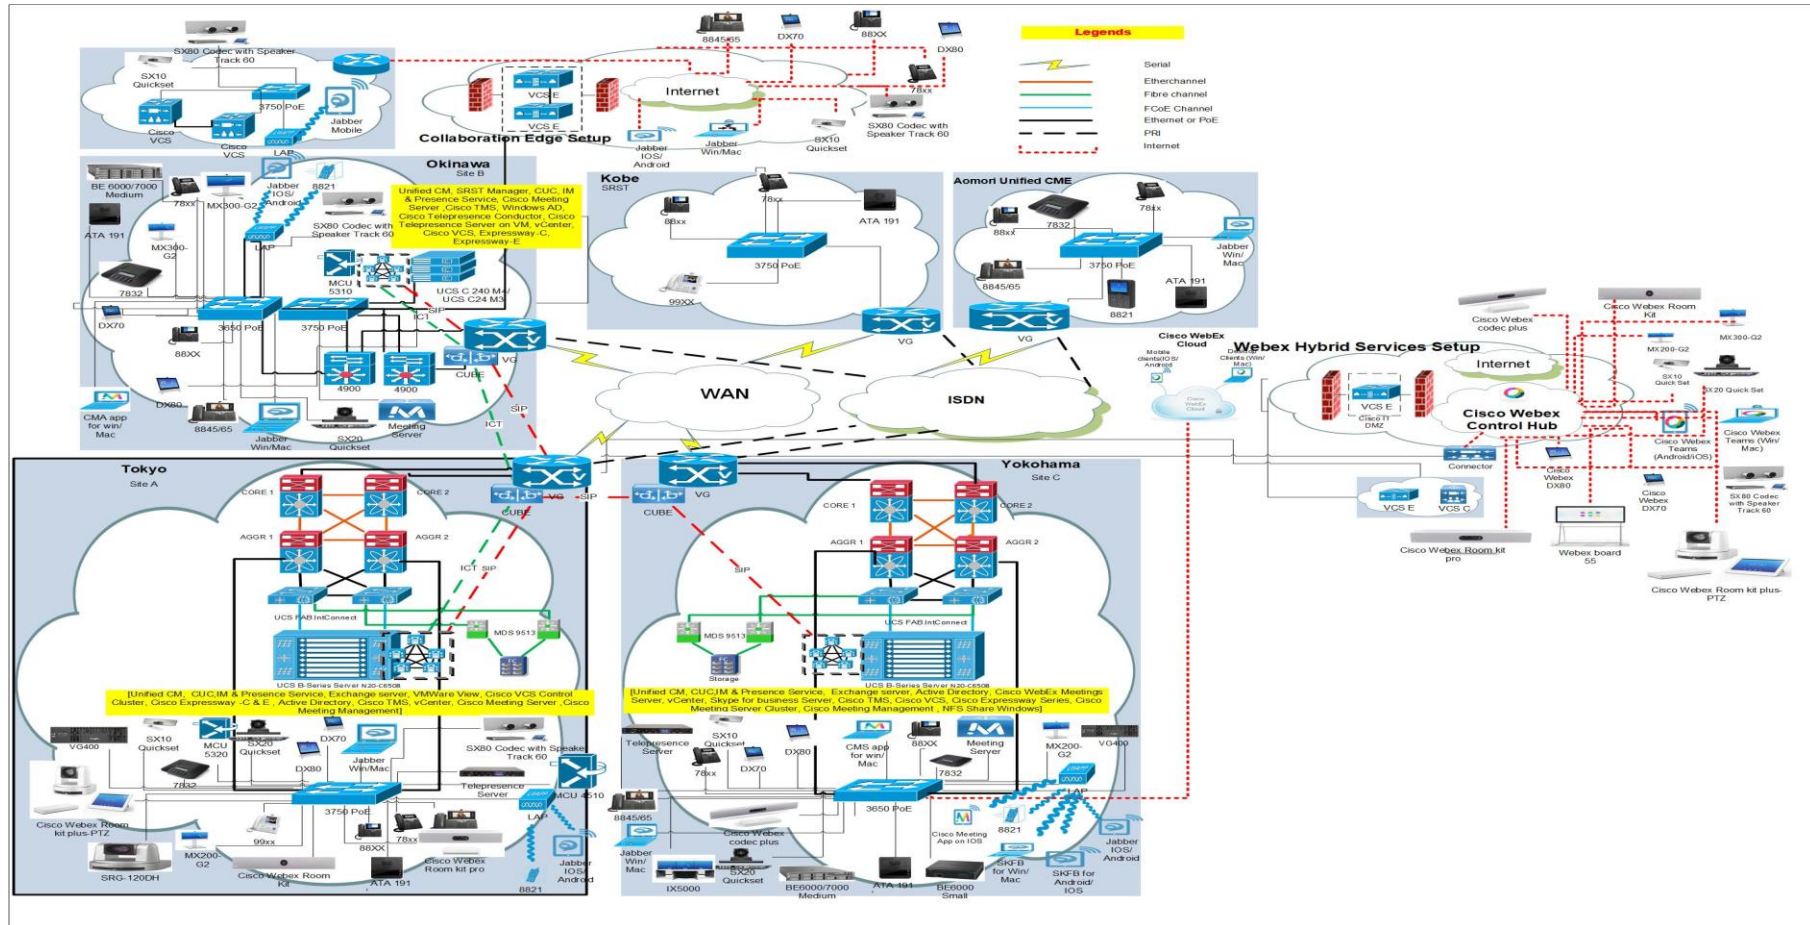 SX80 Codec with Speaker
Track 60
SX10
Quickset
3750 PoE
Cisco
VCS
Cisco
VCS
LAP
Jabber
Mobile
VCS E
VCS E
Collaboration Edge Setup
Internet
8845/65
DX70
88XX
DX80
78xx
SX80 Codec with
Speaker Track 60
SX10
Quickset
Jabber
IOS/
Android
Jabber
Win/Mac
Legends
Serial
Etherchannel
Fibre channel
FCoE Channel
Ethernet or PoE
PRI
Internet
Okinawa
Site B
BE 6000/7000
Medium
78xx
MX300-G2
Jabber
IOS/
Android
8821
ATA 191
MX300-
G2
LAP
SX80 Codec with
Speaker Track 60
Unified CM, SRST Manager, CUC, IM
& Presence Service, Cisco Meeting
Server ,Cisco TMS, Windows AD,
Cisco Telepresence Conductor, Cisco
Telepresence Server on VM, vCenter,
Cisco VCS, Expressway-C,
Expressway-E
7832
MCU
5310
UCS C 240 M4/
UCS C24 M3
SIP
ICT
DX70
3650 PoE
3750 PoE
88XX
VG
CUBE
4900
4900
DX80
CMA app
for win/
Mac
8845/65
Jabber
Win/Mac
SX20
Quickset
Meeting
Server
SIP
ICT
Kobe
SRST
78xx
88xx
ATA 191
3750 PoE
99XX
VG
Aomori Unified CME
7832
88xx
78xx
Jabber
Win/
Mac
3750 PoE
8845/65
8821
ATA 191
VG
WAN
ISDN
Cisco WebEx
Cloud
Mobile
clients(IOS/
Android
Desktop
Clients (Win/
Mac)
Cisco
WebEx
Cloud
Webex Hybrid Services Setup
Internet
VCS E
DMZ
Cisco Webex
Control Hub
Connector
VCS E
VCS C
Cisco Webex
codec plus
Cisco Webex Room
Kit
MX200-G2
MX300-G2
SX10
Quick Set
SX20 Quick Set
Cisco Webex
Teams
(Android/iOS)
Cisco Webex
Teams (Win/
Mac)
Cisco
Webex
DX80
Cisco
Webex
DX70
SX80 Codec
with Speaker
Track 60
Cisco Webex Room kit
pro
Webex board
55
Cisco Webex Room kit plus-
PTZ
Tokyo
Site A
CORE 1
CORE 2
AGGR 1
AGGR 2
VG
SIP
CUBE
ICT
SIP
UCS FAB.IntConnect
MDS 9513
UCS B-Series Server N20-C6508
[Unified CM, CUC,IM & Presence Service, Exchange server, VMWare View, Cisco VCS Control
Cluster, Cisco Expressway -C & E , Active Directory, Cisco TMS, vCenter, Cisco Meeting Server ,Cisco
Meeting Management]
VG400
SX10
Quickset
MCU
5320
SX20
Quickset
DX70
DX80
Jabber
Win/Mac
SX80 Codec with Speaker
Track 60
7832
Telepresence
Server
MCU 4510
3750 PoE
LAP
Cisco Webex Room
kit plus-PTZ
SRG-120DH
MX200-
G2
99xx
Cisco Webex Room
Kit
88XX
78xx
ATA 191
Cisco Webex
Room kit pro
8821
Jabber
IOS/
Android
Yokohama
Site C
VG
CUBE
CORE 1
CORE 2
AGGR 1
AGGR 2
SIP
UCS FAB.IntConnect
MDS 9513
Storage
UCS B-Series Server N20-C6508
[Unified CM, CUC,IM & Presence Service, Exchange server, Active Directory, Cisco WebEx Meetings
Server, vCenter, Skype for business Server, Cisco TMS, Cisco VCS, Cisco Expressway Series, Cisco
Meeting Server Cluster, Cisco Meeting Management , NFS Share Windows]
Telepresence
Server
SX10
Quickset
78xx
DX70
DX80
CMS app
for win/
Mac
88XX
Meeting
Server
7832
MX200-
G2
VG400
LAP
3650 PoE
8845/65
Jabber
Win/
Mac
Cisco Webex
codec plus
IX5000
SX20
Quickset
BE6000/7000
Medium
ATA 191
BE6000
Small
Cisco Meeting
App on IOS
8821
SKFB
for Win/
Mac
SKFB for
Android/
IOS
Jabber
IOS/
Android